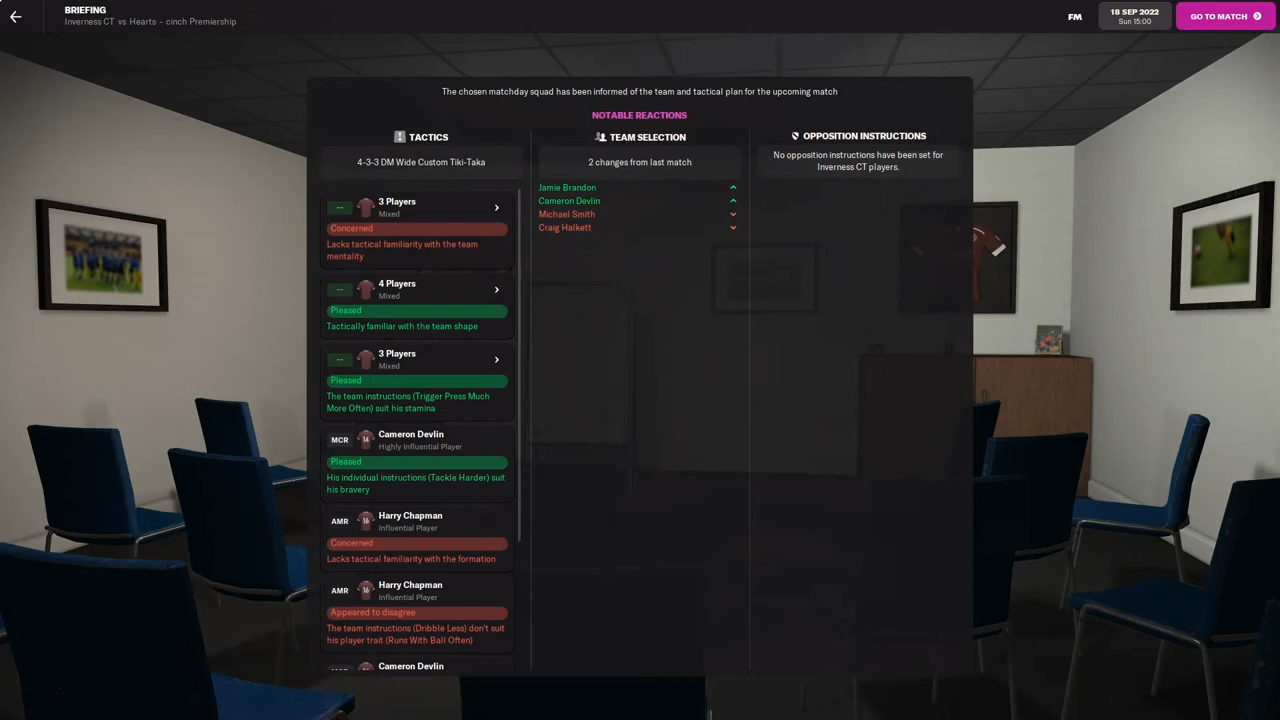 BRIEFING
Inverness CT vs Hearts - cinch Premiership
FM
18 SEP 2022
Sun 15:00
GO TO MATCH
The chosen matchday squad has been informed of the team and tactical plan for the upcoming match
NOTABLE REACTIONS
TACTICS
4-3-3 DM Wide Custom Tiki-Taka
-- 3 Players
Mixed
Concerned
Lacks tactical familiarity with the team
mentality
-- 4 Players
Mixed
Pleased
Tactically familiar with the team shape
-- 3 Players
Mixed
Pleased
The team instructions (Trigger Press Much
More Often) suit his stamina
MCR 14 Cameron Devlin
Highly Influential Player
Pleased
His individual instructions (Tackle Harder) suit
his bravery
AMR 16 Harry Chapman
Influential Player
Concerned
Lacks tactical familiarity with the formation
AMR 16 Harry Chapman
Influential Player
Appeared to disagree
The team instructions (Dribble Less) don't suit
his player trait (Runs With Ball Often)
Cameron Devlin
TEAM SELECTION
2 changes from last match
Jamie Brandon
Cameron Devlin
Michael Smith
Craig Halkett
OPPOSITION INSTRUCTIONS
No opposition instructions have been set for
Inverness CT players.